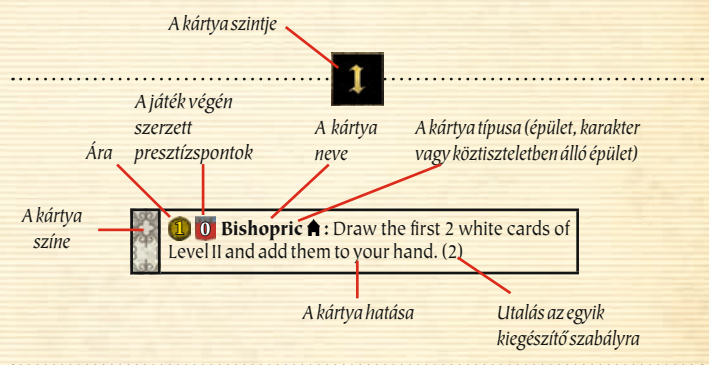 A kártya szintje
I
A játék végén
szerzett
presztízspontok
Ára
A kártya
neve
A kártya típusa (épület, karakter
vagy köztiszteletben álló épület)
A kártya
színe
1 0 Bishopric : Draw the first 2 white cards of
Level II and add them to your hand. (2)
A kártya hatása
Utalás az egyik
kiegészítő szabályra